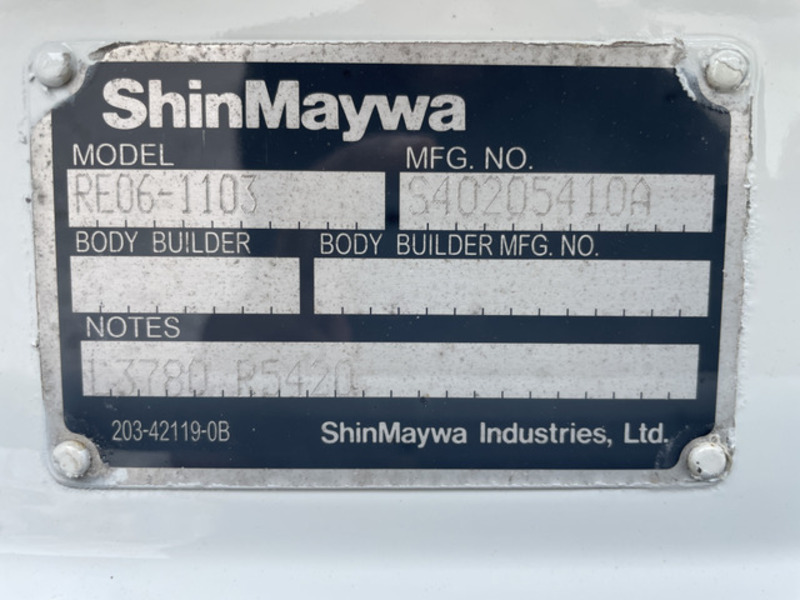 ShinMaywa
MODEL MFG. NO.
RE06-1103 S40205410A
BODY BUILDER BODY BUILDER MFG. NO.
NOTES
L3780 R5420
203-42119-0B ShinMaywa Industries, Ltd.